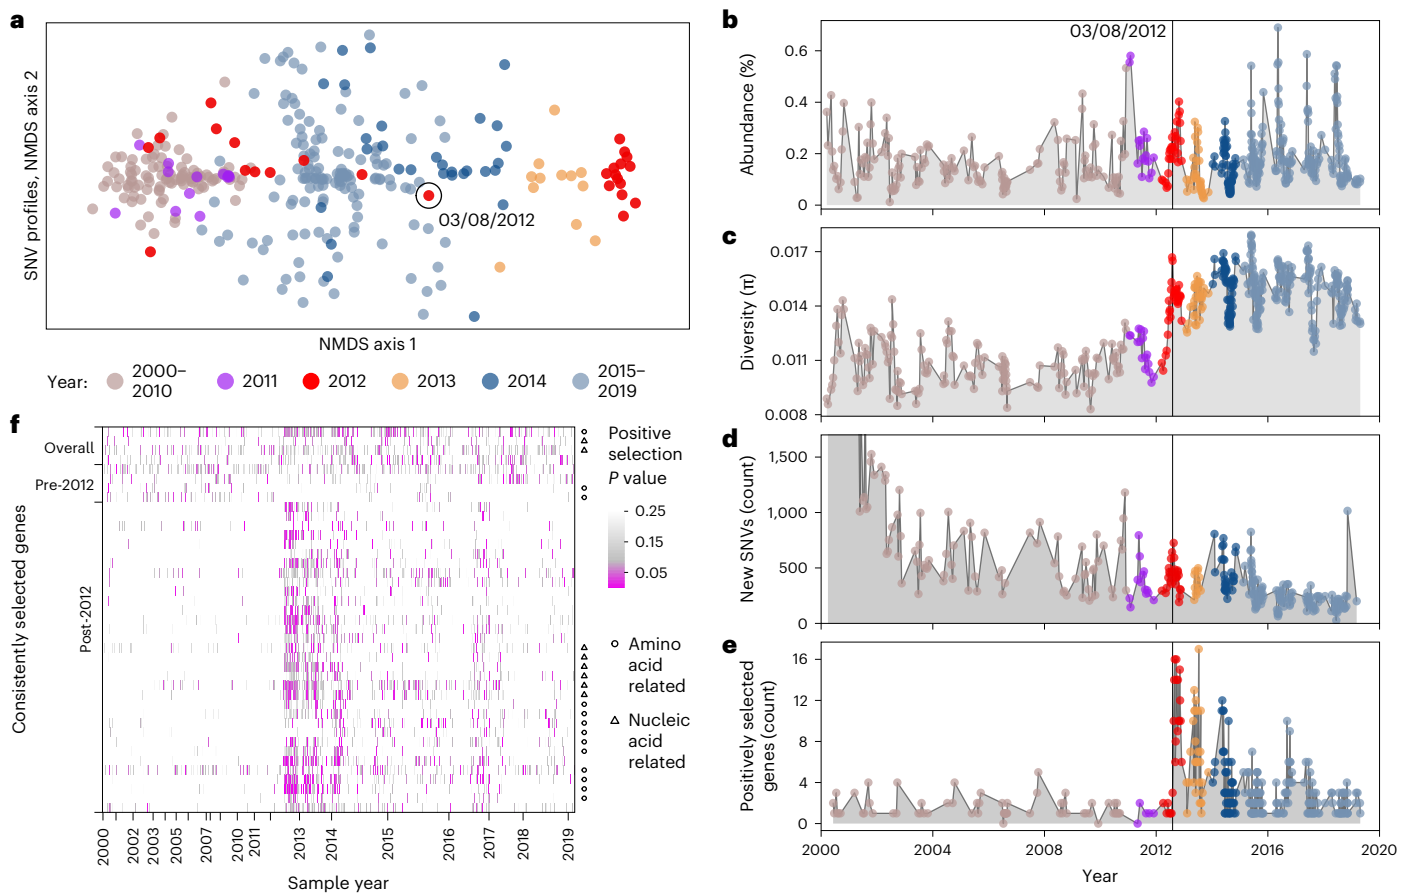 a
SNV profiles, NMDS axis 2
03/08/2012
NMDS axis 1
Year:
2000–
2010
2011
2012
2013
2014
2015–
2019
b
03/08/2012
Abundance (%)
0.6
0.4
0.2
0
c
Diversity (π)
0.017
0.014
0.011
0.008
d
New SNVs (count)
1,500
1,000
500
0
e
Positively selected
genes (count)
16
12
8
4
0
2000
2004
2008
2012
2016
2020
Year
f
Consistently selected genes
Overall
Pre-2012
Post-2012
2000
2002
2003
2005
2007
2010
2011
2013
2014
2015
2016
2017
2018
2019
Sample year
Positive
selection
P value
0.25
0.15
0.05
Amino
acid
related
Nucleic
acid
related